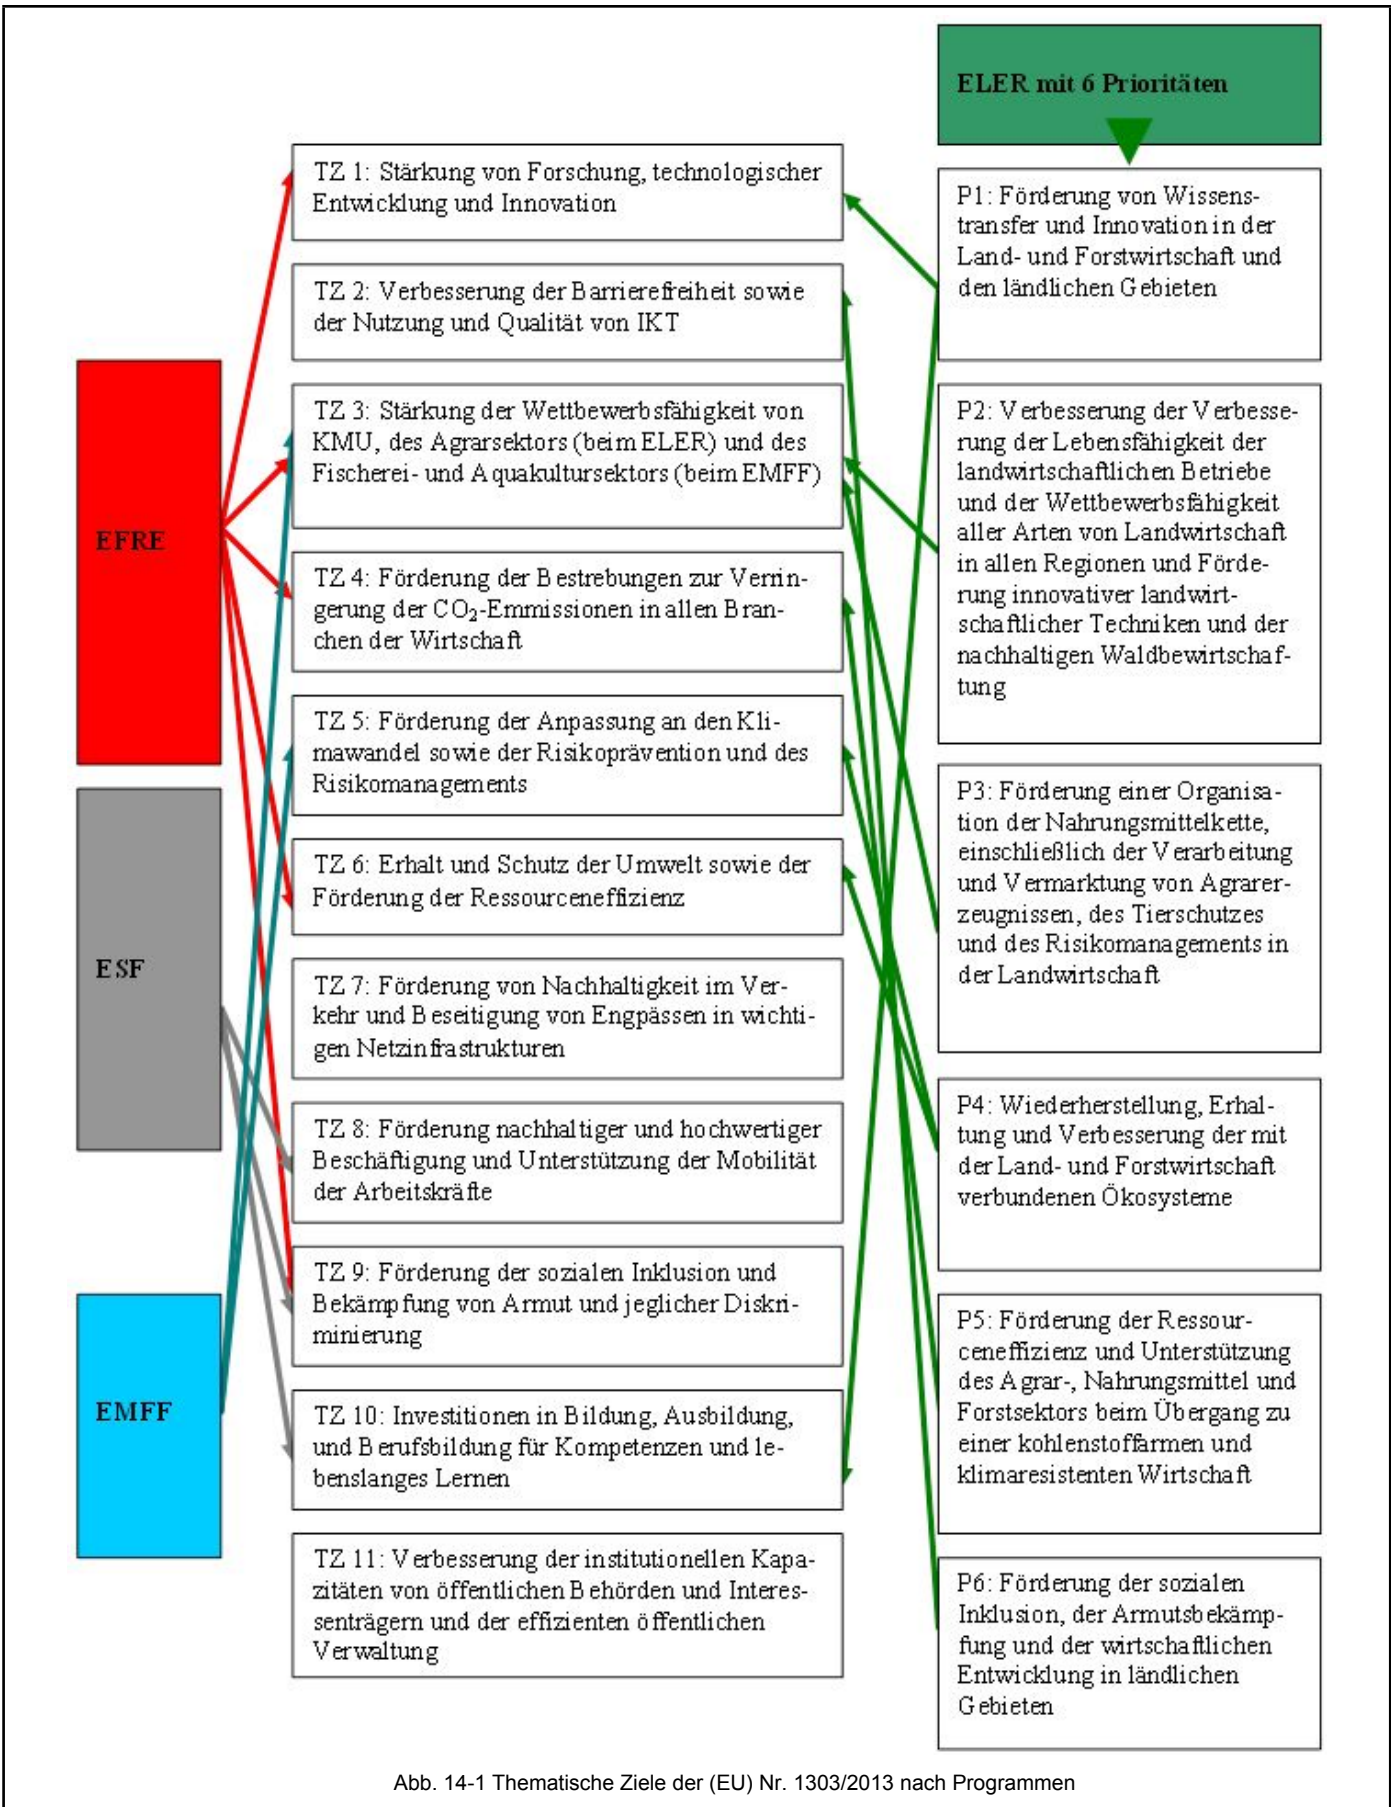 ELER mit 6 Prioritäten
EFRE
ESF
EMFF
TZ 1: Stärkung von Forschung, technologischer
Entwicklung und Innovation
TZ 2: Verbesserung der Barrierefreiheit sowie
der Nutzung und Qualität von IKT
TZ 3: Stärkung der Wettbewerbsfähigkeit von
KMU, des Agrarsektors (beim ELER) und des
Fischerei- und Aquakultursektors (beim EMFF)
TZ 4: Förderung der Bestrebungen zur Verrin-
gerung der CO₂-Emmissionen in allen Bran-
chen der Wirtschaft
TZ 5: Förderung der Anpassung an den Kli-
mawandel sowie der Risikoprävention und des
Risikomanagements
TZ 6: Erhalt und Schutz der Umwelt sowie der
Förderung der Ressourceneffizienz
TZ 7: Förderung von Nachhaltigkeit im Ver-
kehr und Beseitigung von Engpässen in wichti-
gen Netzinfrastrukturen
TZ 8: Förderung nachhaltiger und hochwertiger
Beschäftigung und Unterstützung der Mobilität
der Arbeitskräfte
TZ 9: Förderung der sozialen Inklusion und
Bekämpfung von Armut und jeglicher Diskri-
minierung
TZ 10: Investitionen in Bildung, Ausbildung,
und Berufsbildung für Kompetenzen und le-
benslanges Lernen
TZ 11: Verbesserung der institutionellen Kapa-
zitäten von öffentlichen Behörden und Interes-
senträgern und der effizienten öffentlichen
Verwaltung
P1: Förderung von Wissens-
transfer und Innovation in der
Land- und Forstwirtschaft und
den ländlichen Gebieten
P2: Verbesserung der Verbesse-
rung der Lebensfähigkeit der
landwirtschaftlichen Betriebe
und der Wettbewerbsfähigkeit
aller Arten von Landwirtschaft
in allen Regionen und Förde-
rung innovativer landwirt-
schaftlicher Techniken und der
nachhaltigen Waldbewirtschaf-
tung
P3: Förderung einer Organisa-
tion der Nahrungsmittelkette,
einschließlich der Verarbeitung
und Vermarktung von Agrarer-
zeugnissen, des Tierschutzes
und des Risikomanagements in
der Landwirtschaft
P4: Wiederherstellung, Erhal-
tung und Verbesserung der mit
der Land- und Forstwirtschaft
verbundenen Ökosysteme
P5: Förderung der Ressour-
ceneffizienz und Unterstützung
des Agrar-, Nahrungsmittel und
Forstsektors beim Übergang zu
einer kohlenstoffarmen und
klimaresistenten Wirtschaft
P6: Förderung der sozialen
Inklusion, der Armutsbekämp-
fung und der wirtschaftlichen
Entwicklung in ländlichen
Gebieten
Abb. 14-1 Thematische Ziele der (EU) Nr. 1303/2013 nach Programmen